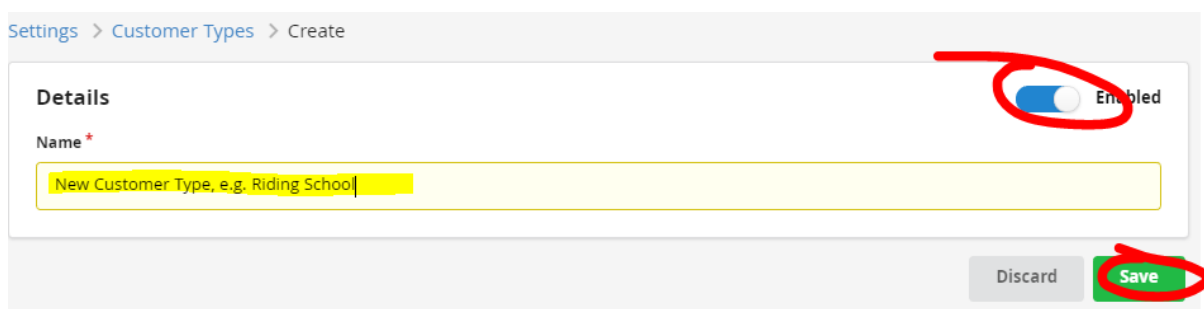 Settings > Customer Types > Create
Details
Enabled
Name *
New Customer Type, e.g. Riding School
Discard
Save